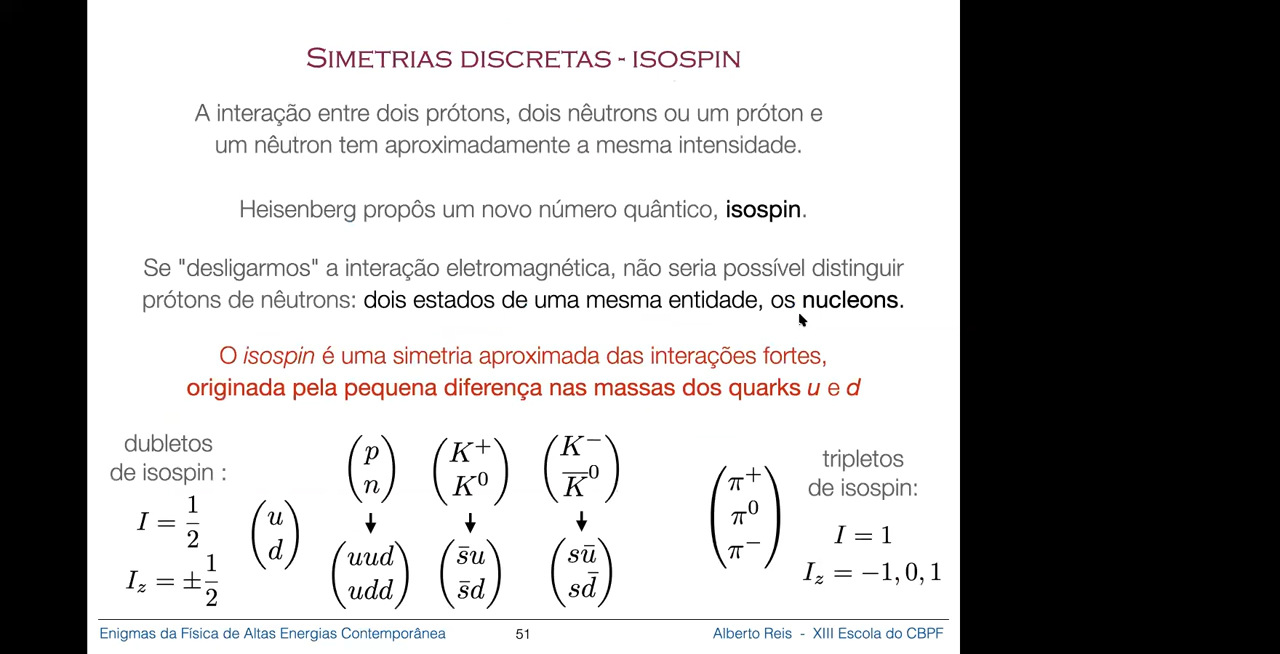 SIMETRIAS DISCRETAS - ISOSPIN
A interação entre dois prótons, dois nêutrons ou um próton e
um nêutron tem aproximadamente a mesma intensidade.
Heisenberg propôs um novo número quântico, isospin.
Se "desligarmos" a interação eletromagnética, não seria possível distinguir
prótons de nêutrons: dois estados de uma mesma entidade, os nucleons.
O isospin é uma simetria aproximada das interações fortes,
originada pela pequena diferença nas massas dos quarks u e d
dubletos
de isospin :
I = 1/2
I_z = ±1/2
(u
d)
(p
n)
↓
(uud
udd)
(K⁺
K⁰)
↓
(s̄u
s̄d)
(K⁻
K̄⁰)
↓
(sū
sd̄)
(π⁺
π⁰
π⁻)
tripletos
de isospin:
I = 1
I_z = −1, 0, 1
Enigmas da Física de Altas Energias Contemporânea
51
Alberto Reis - XIII Escola do CBPF